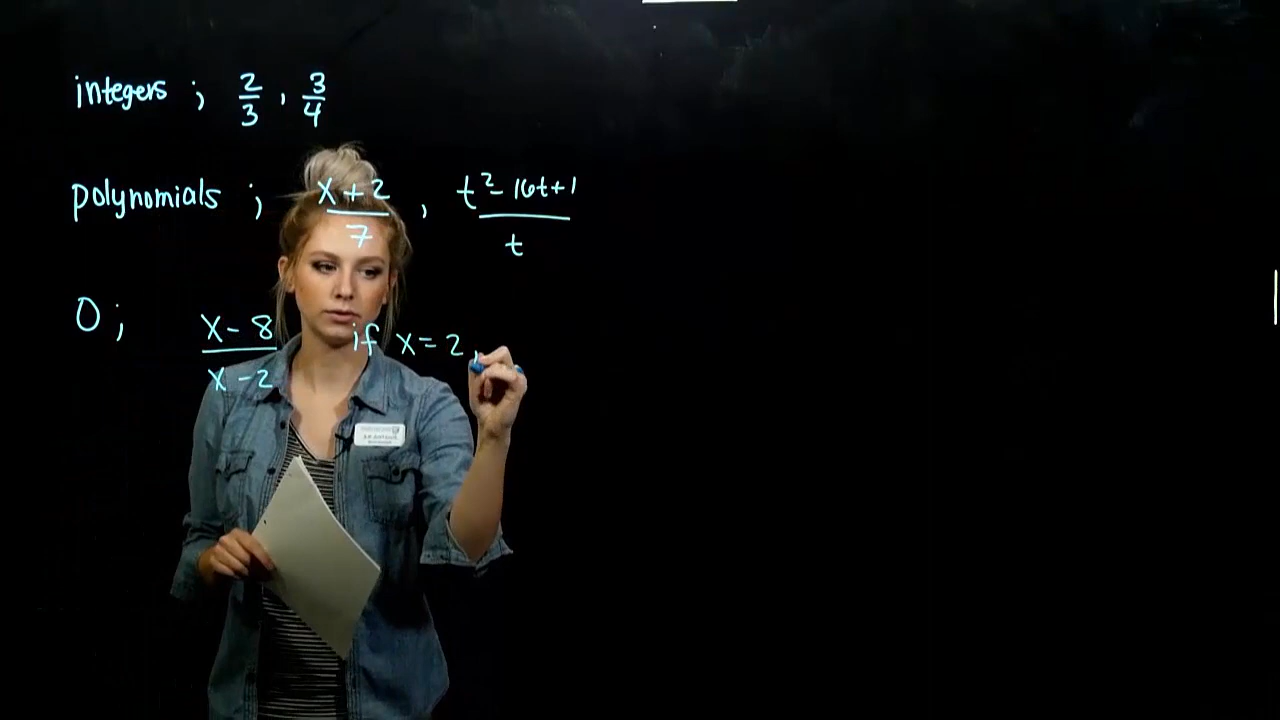 integers ; 2/3 , 3/4
polynomials ; x+2/7 , t²-16t+1/t
0 ; x-8/x-2 if x=2,